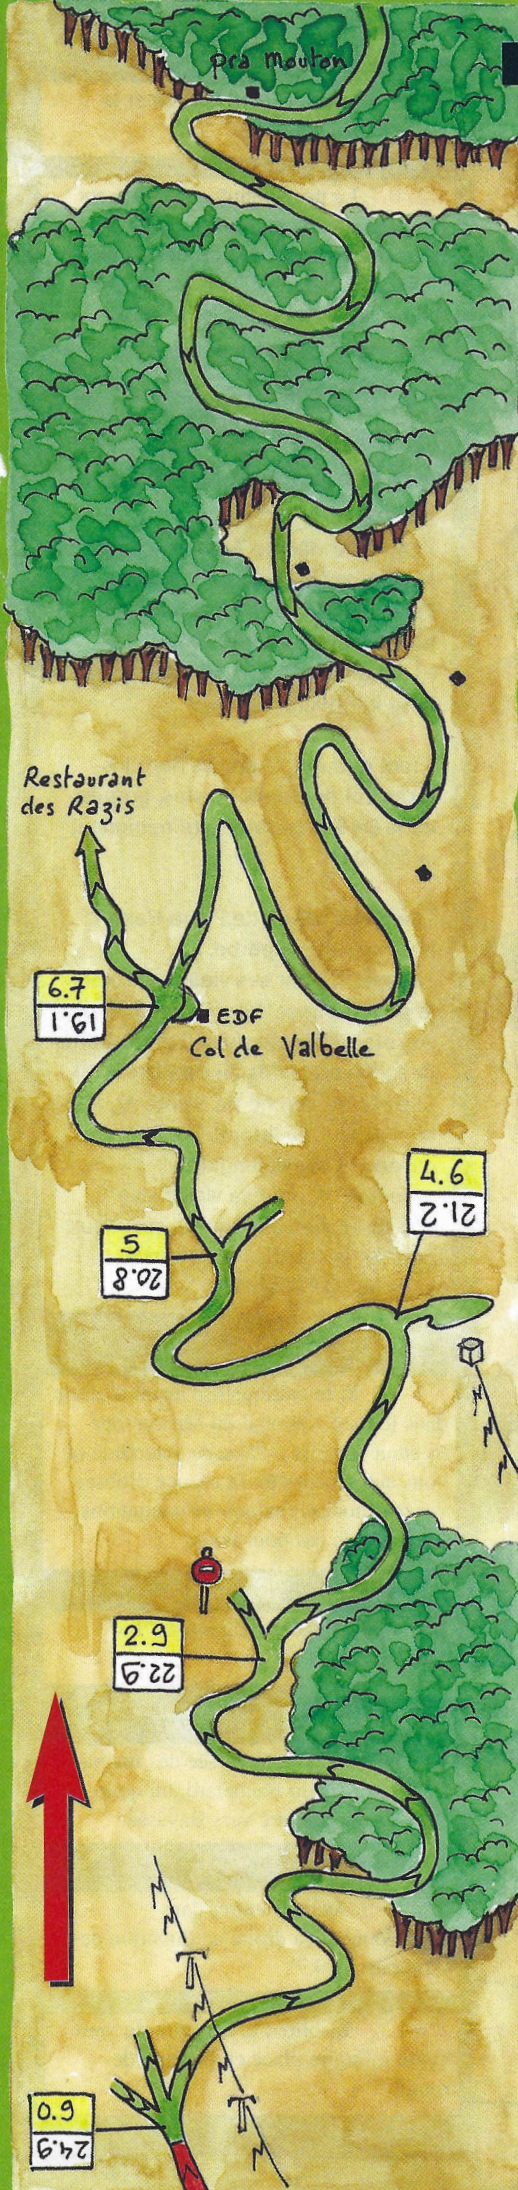 pra mouton
Restaurant
des Razis
6.7
19.1
EDF
Col de Valbelle
4.6
21.2
5
20.8
2.9
22.9
0.9
24.9